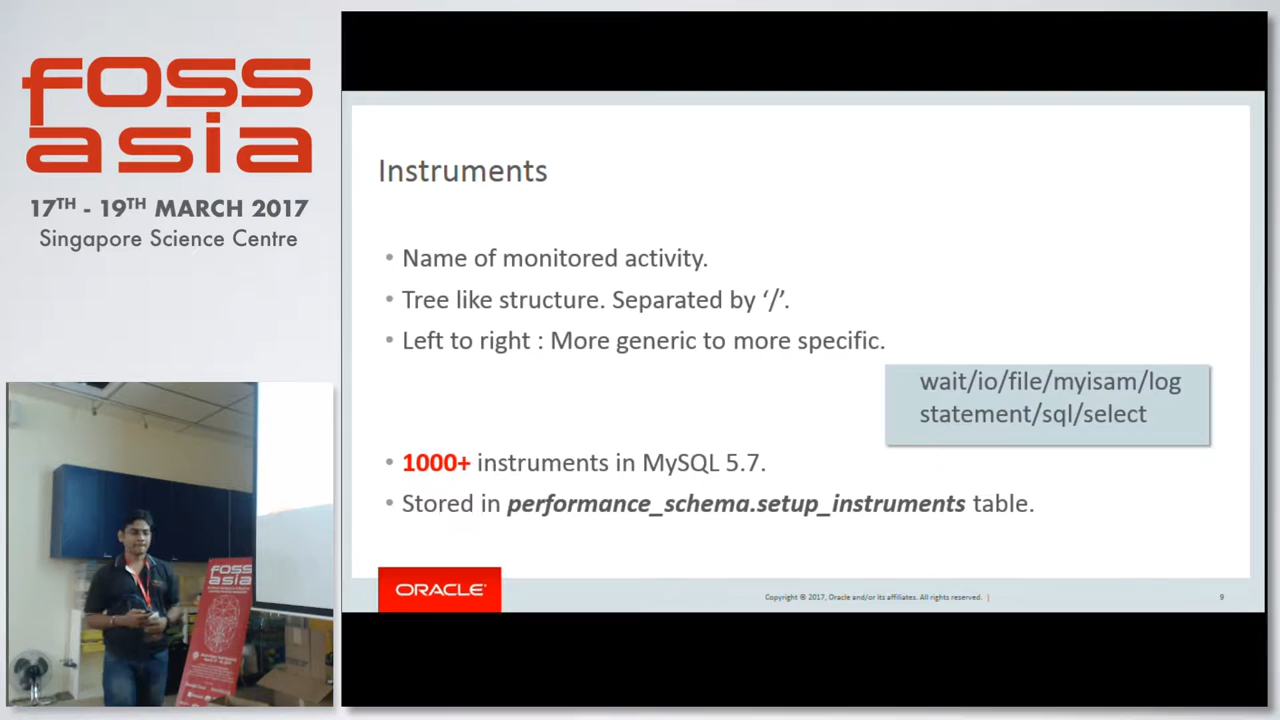 foss
asia
17TH - 19TH MARCH 2017
Singapore Science Centre
Instruments
• Name of monitored activity.
• Tree like structure. Separated by ‘/’.
• Left to right : More generic to more specific.
wait/io/file/myisam/log
statement/sql/select
• 1000+ instruments in MySQL 5.7.
• Stored in performance_schema.setup_instruments table.
ORACLE®
Copyright © 2017, Oracle and/or its affiliates. All rights reserved. |
9
FOSS
ASIA